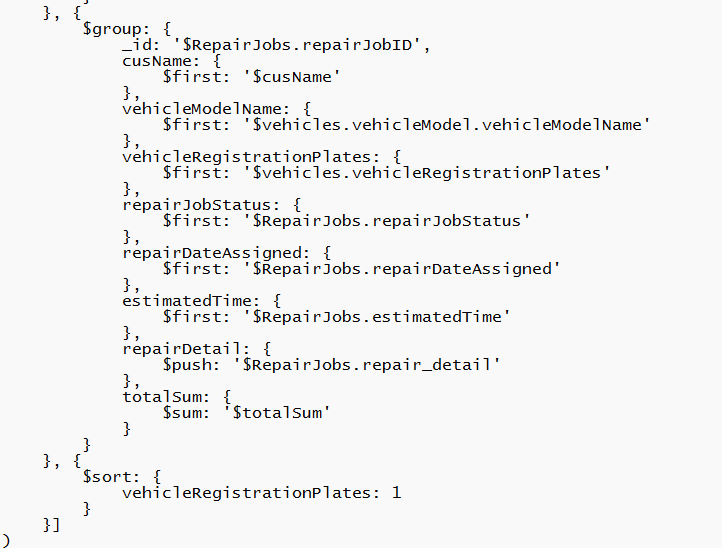 }, {
$group: {
_id: '$RepairJobs.repairJobID',
cusName: {
$first: '$cusName'
},
vehicleModelName: {
$first: '$vehicles.vehicleModel.vehicleModelName'
},
vehicleRegistrationPlates: {
$first: '$vehicles.vehicleRegistrationPlates'
},
repairJobStatus: {
$first: '$RepairJobs.repairJobStatus'
},
repairDateAssigned: {
$first: '$RepairJobs.repairDateAssigned'
},
estimatedTime: {
$first: '$RepairJobs.estimatedTime'
},
repairDetail: {
$push: '$RepairJobs.repair_detail'
},
totalSum: {
$sum: '$totalSum'
}
}
}, {
$sort: {
vehicleRegistrationPlates: 1
}
}]
)